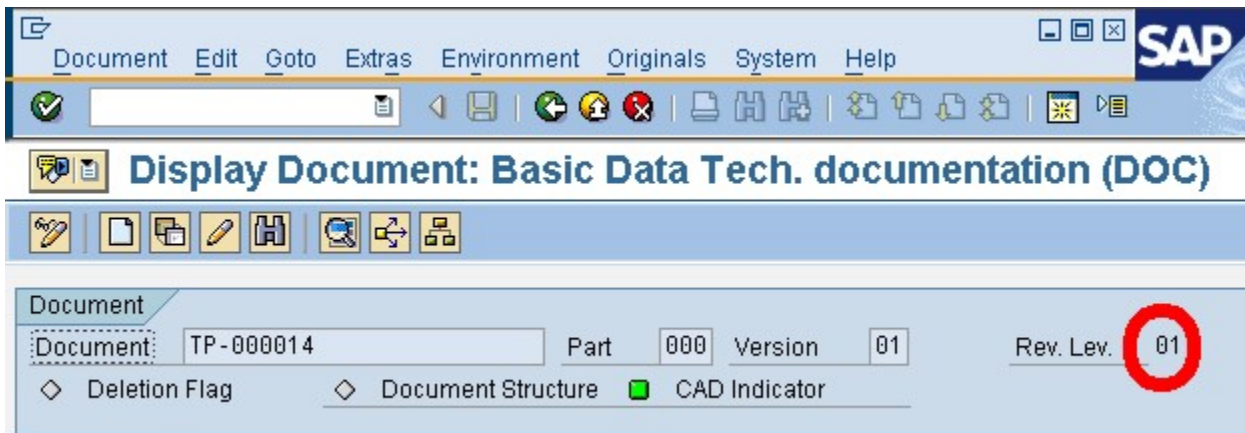 Document Edit Goto Extras Environment Originals System Help
SAP
Display Document: Basic Data Tech. documentation (DOC)
Document
Document TP-000014 Part 000 Version 01 Rev. Lev. 01
Deletion Flag Document Structure CAD Indicator